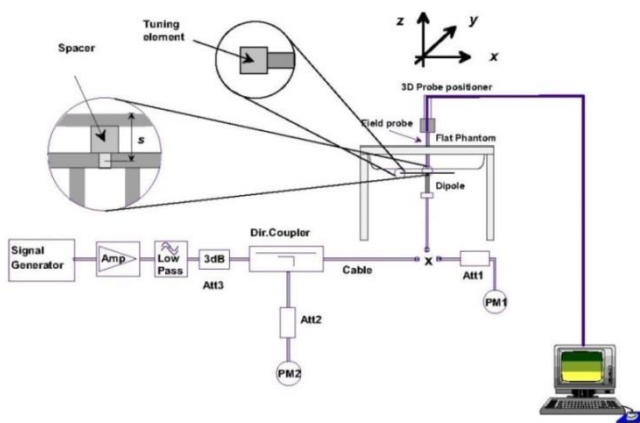 Tuning
element
Spacer
s
z
y
x
3D Probe positioner
Field probe
Flat Phantom
Dipole
Signal
Generator
Amp
Low
Pass
3dB
Att3
Dir.Coupler
Cable
x
Att1
PM1
Att2
PM2